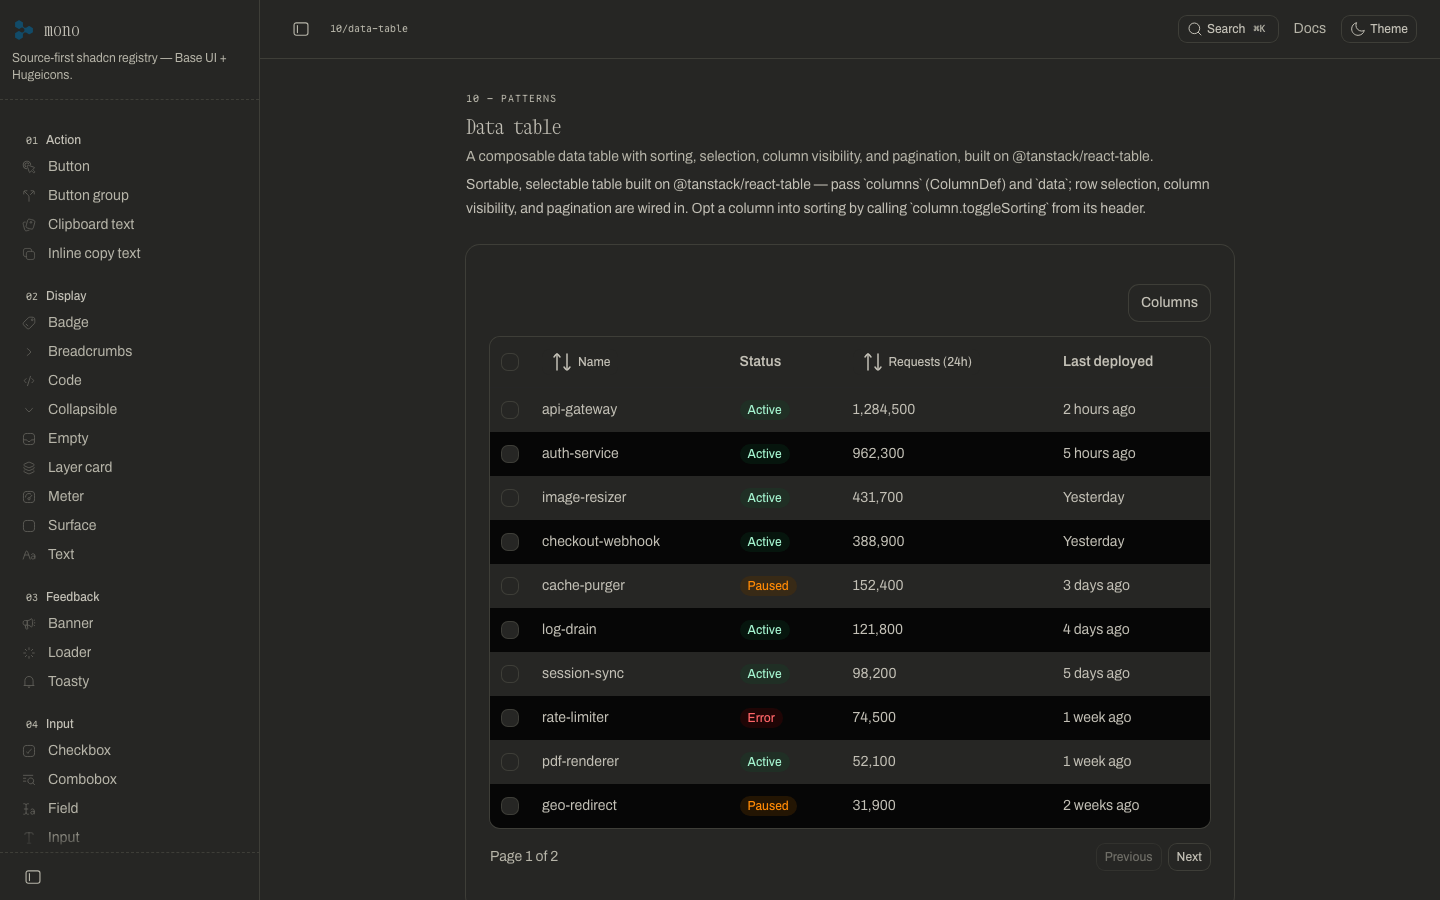 mono
Source-first shadcn registry — Base UI +
Hugeicons.
01 Action
Button
Button group
Clipboard text
Inline copy text
02 Display
Badge
Breadcrumbs
Code
Collapsible
Empty
Layer card
Meter
Surface
Text
03 Feedback
Banner
Loader
Toasty
04 Input
Checkbox
Combobox
Field
Input
10/data-table
Search ⌘K
Docs
Theme
10 — PATTERNS
Data table
A composable data table with sorting, selection, column visibility, and pagination, built on @tanstack/react-table.
Sortable, selectable table built on @tanstack/react-table — pass `columns` (ColumnDef) and `data`; row selection, column
visibility, and pagination are wired in. Opt a column into sorting by calling `column.toggleSorting` from its header.
Columns
Name Status Requests (24h) Last deployed
api-gateway Active 1,284,500 2 hours ago
auth-service Active 962,300 5 hours ago
image-resizer Active 431,700 Yesterday
checkout-webhook Active 388,900 Yesterday
cache-purger Paused 152,400 3 days ago
log-drain Active 121,800 4 days ago
session-sync Active 98,200 5 days ago
rate-limiter Error 74,500 1 week ago
pdf-renderer Active 52,100 1 week ago
geo-redirect Paused 31,900 2 weeks ago
Page 1 of 2
Previous
Next